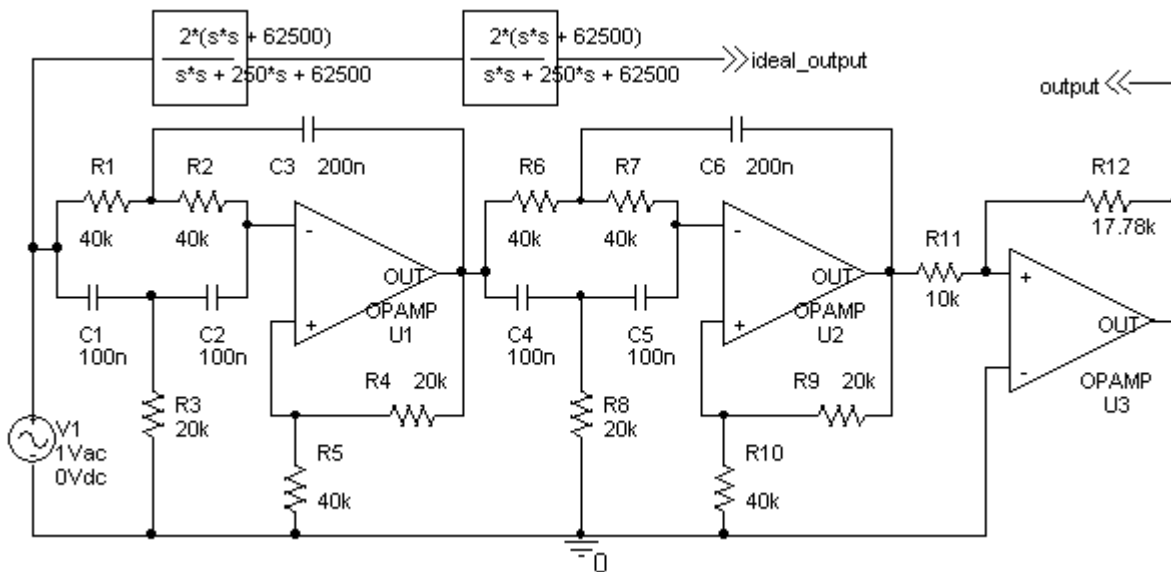 2*(s*s + 62500)
s*s + 250*s + 62500
2*(s*s + 62500)
s*s + 250*s + 62500
ideal_output
output
C3 200n
C6 200n
R1
R2
R6
R7
R12
40k
40k
40k
40k
17.78k
-
-
R11
+
OUT
OUT
10k
C1
100n
C2
100n
+
OPAMP
U1
C4
100n
C5
100n
+
OPAMP
U2
OUT
-
OPAMP
U3
R4 20k
R9 20k
R3
20k
R8
20k
V1
1Vac
0Vdc
+
-
R5
40k
R10
40k
0